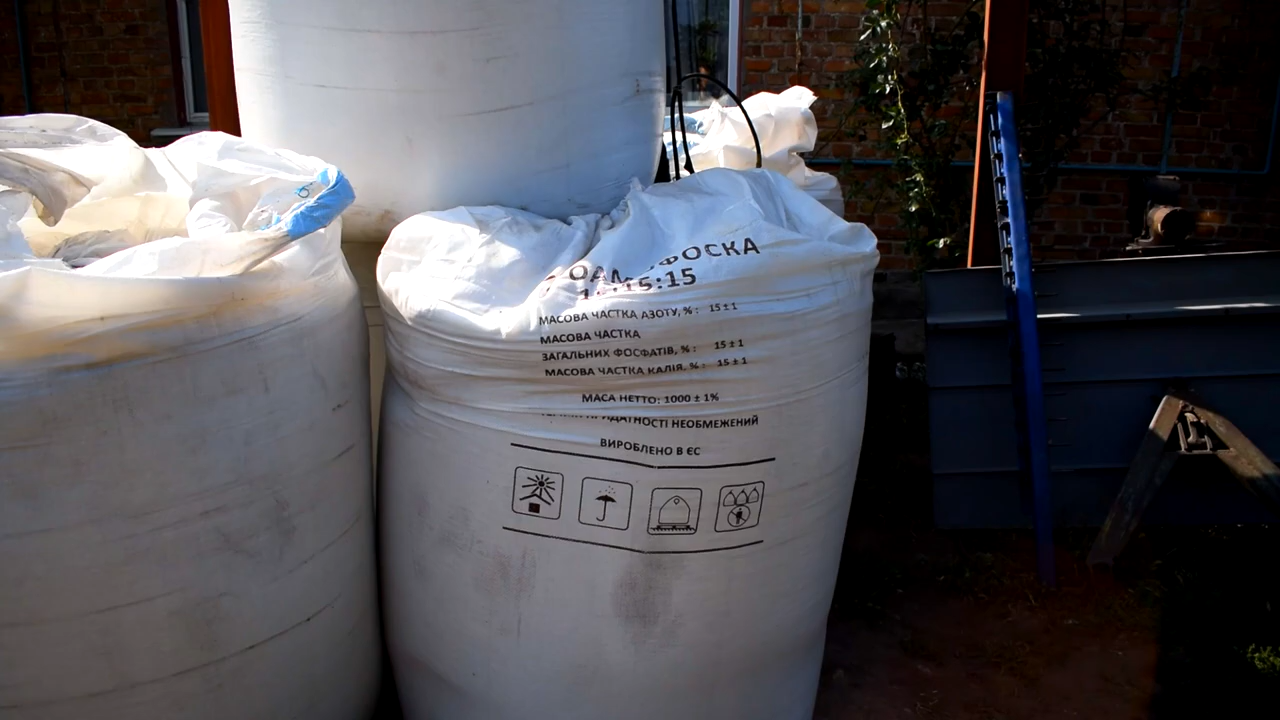 15:15
МАСОВА ЧАСТКА АЗОТУ, % : 15 ± 1
МАСОВА ЧАСТКА
ЗАГАЛЬНИХ ФОСФАТІВ, % : 15 ± 1
МАСОВА ЧАСТКА КАЛІЯ, % : 15 ± 1
МАСА НЕТТО: 1000 ± 1%
ПРИДАТНОСТІ НЕОБМЕЖЕНИЙ
ВИРОБЛЕНО В ЄС